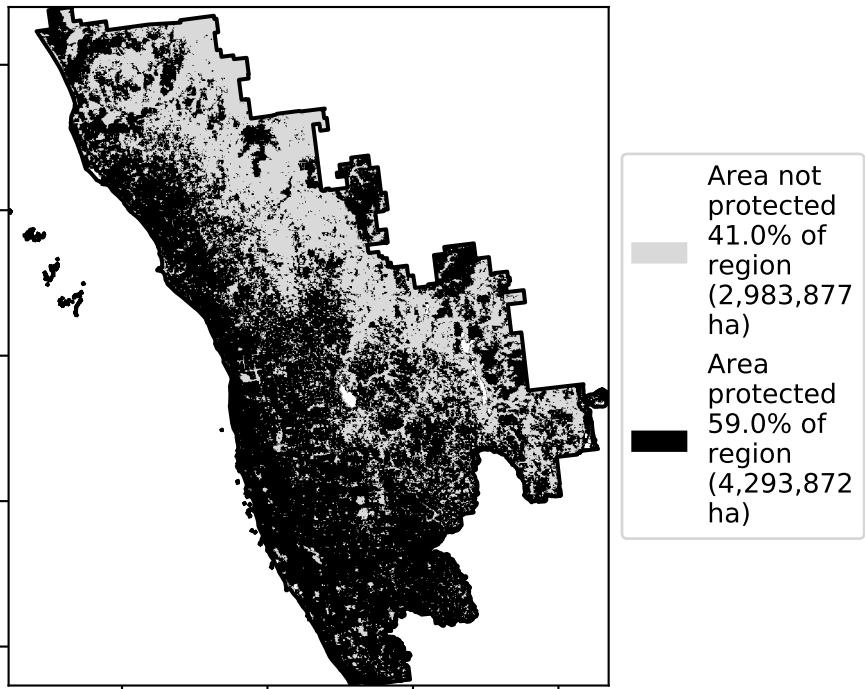 Area not
protected
41.0% of
region
(2,983,877
ha)
Area
protected
59.0% of
region
(4,293,872
ha)